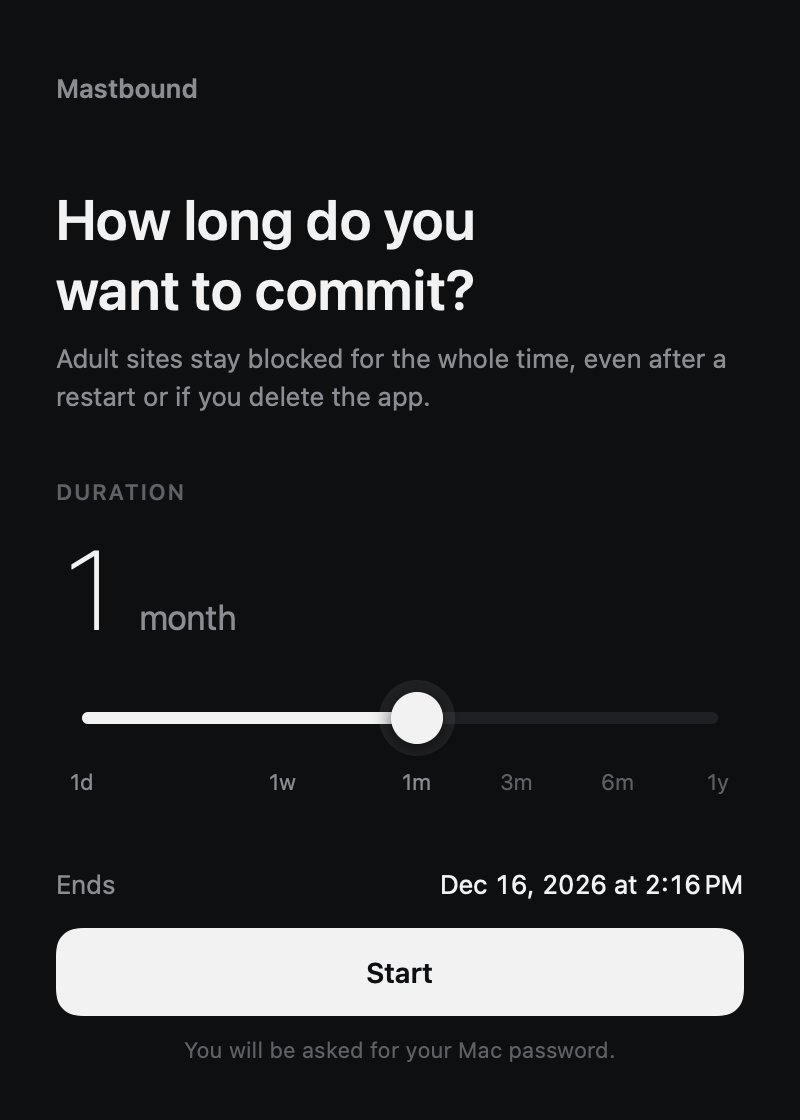 Mastbound
How long do you
want to commit?
Adult sites stay blocked for the whole time, even after a
restart or if you delete the app.
DURATION
1 month
1d 1w 1m 3m 6m 1y
Ends Dec 16, 2026 at 2:16 PM
Start
You will be asked for your Mac password.